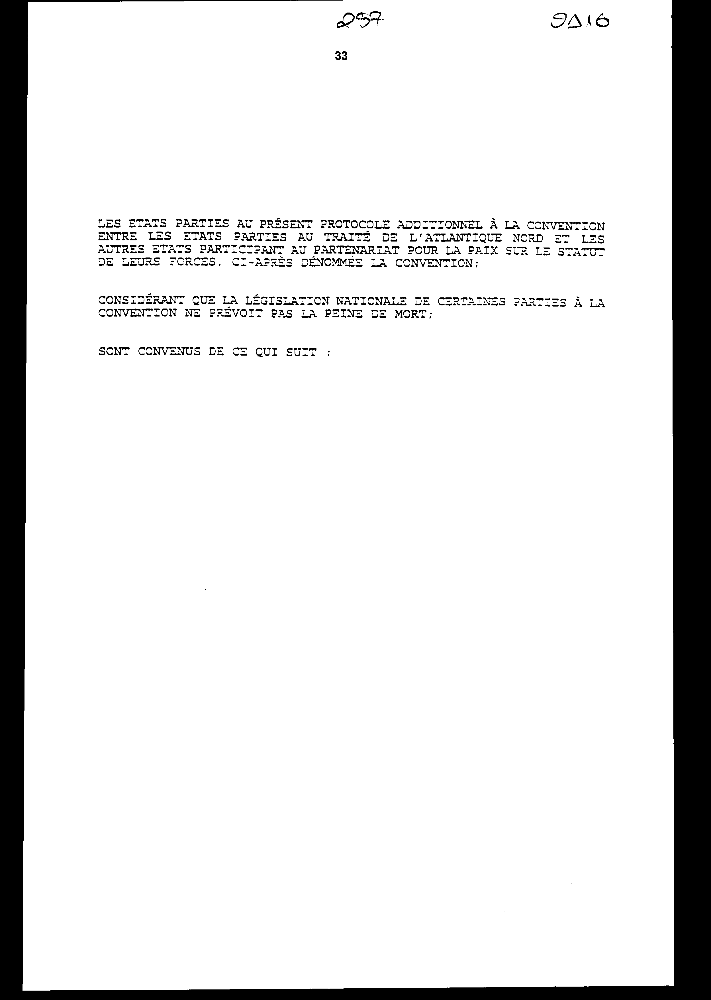 257
9Δ16
33
LES ETATS PARTIES AU PRÉSENT PROTOCOLE ADDITIONNEL À LA CONVENTION
ENTRE LES ETATS PARTIES AU TRAITÉ DE L'ATLANTIQUE NORD ET LES
AUTRES ETATS PARTICIPANT AU PARTENARIAT POUR LA PAIX SUR LE STATUT
DE LEURS FORCES, CI-APRÈS DÉNOMMÉE LA CONVENTION;
CONSIDÉRANT QUE LA LÉGISLATION NATIONALE DE CERTAINES PARTIES À LA
CONVENTION NE PRÉVOIT PAS LA PEINE DE MORT;
SONT CONVENUS DE CE QUI SUIT :